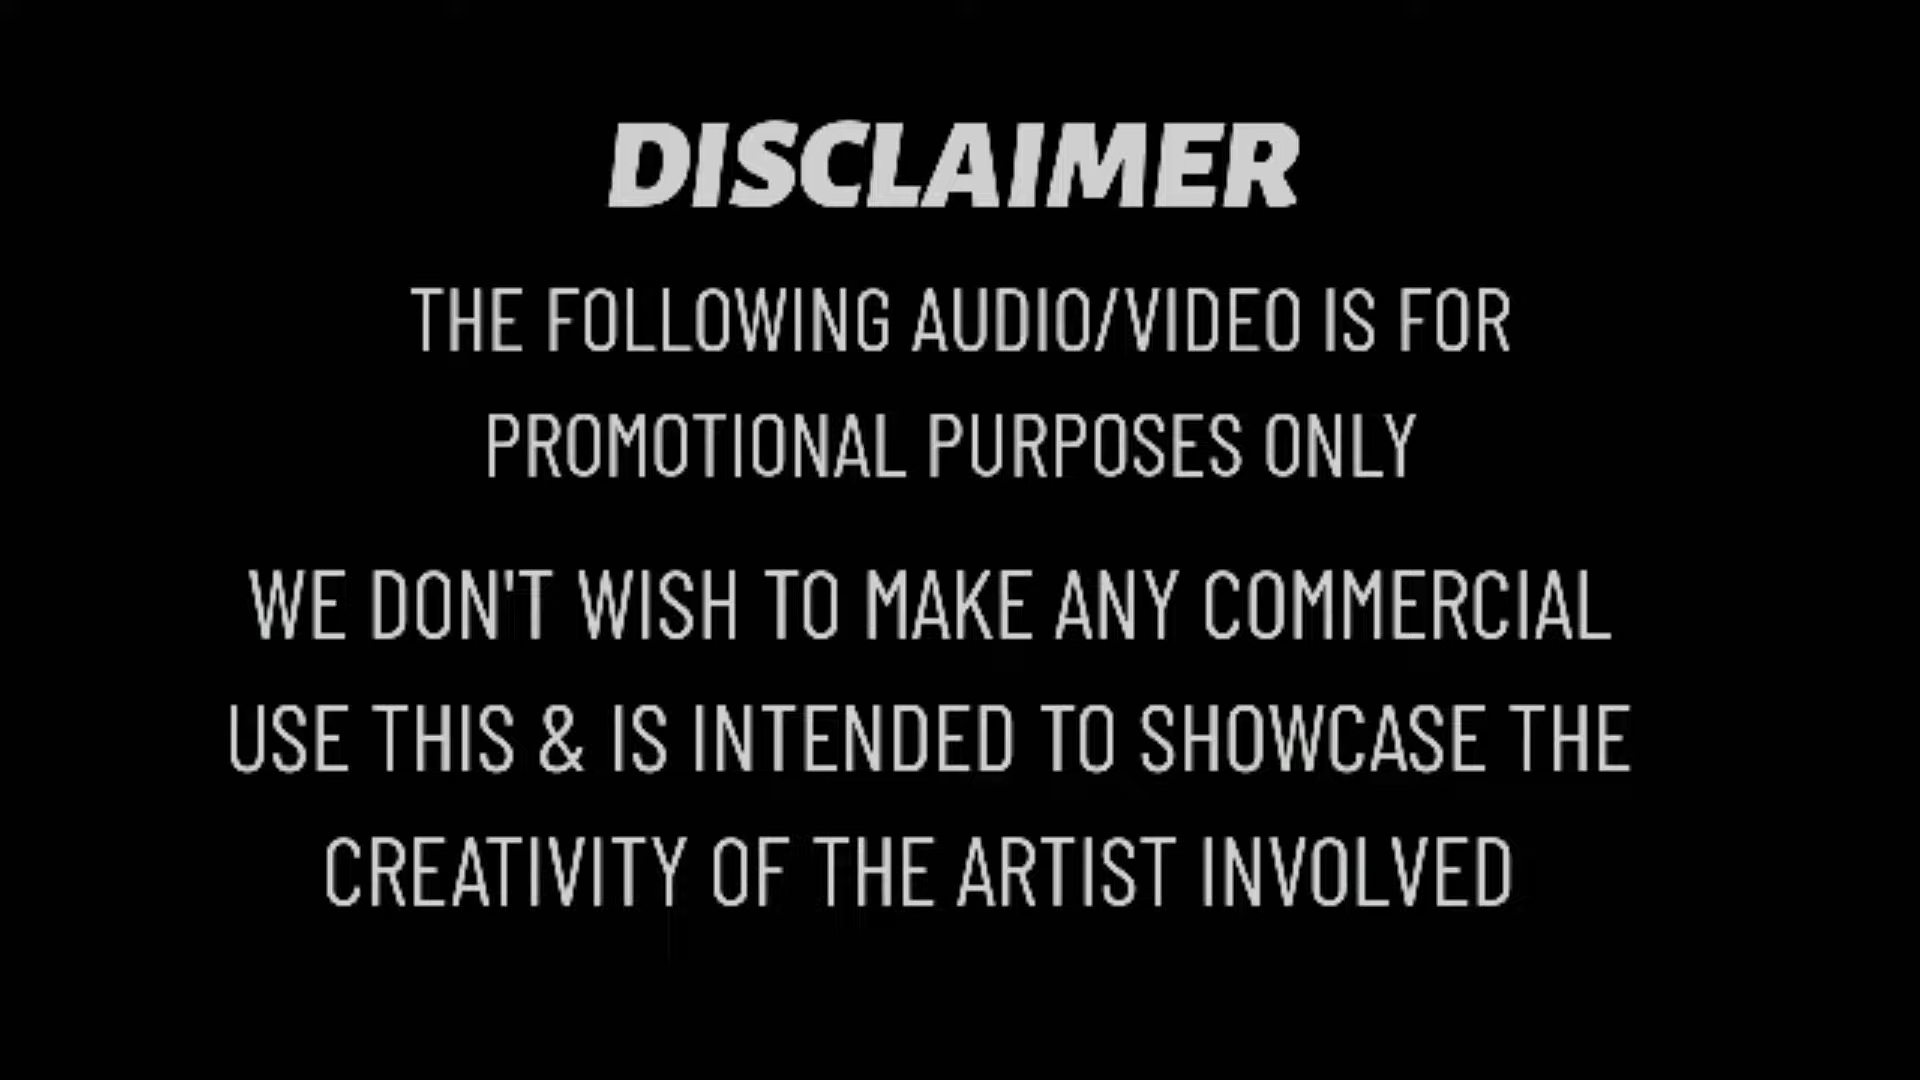 DISCLAIMER
THE FOLLOWING AUDIO/VIDEO IS FOR
PROMOTIONAL PURPOSES ONLY
WE DON'T WISH TO MAKE ANY COMMERCIAL
USE THIS & IS INTENDED TO SHOWCASE THE
CREATIVITY OF THE ARTIST INVOLVED